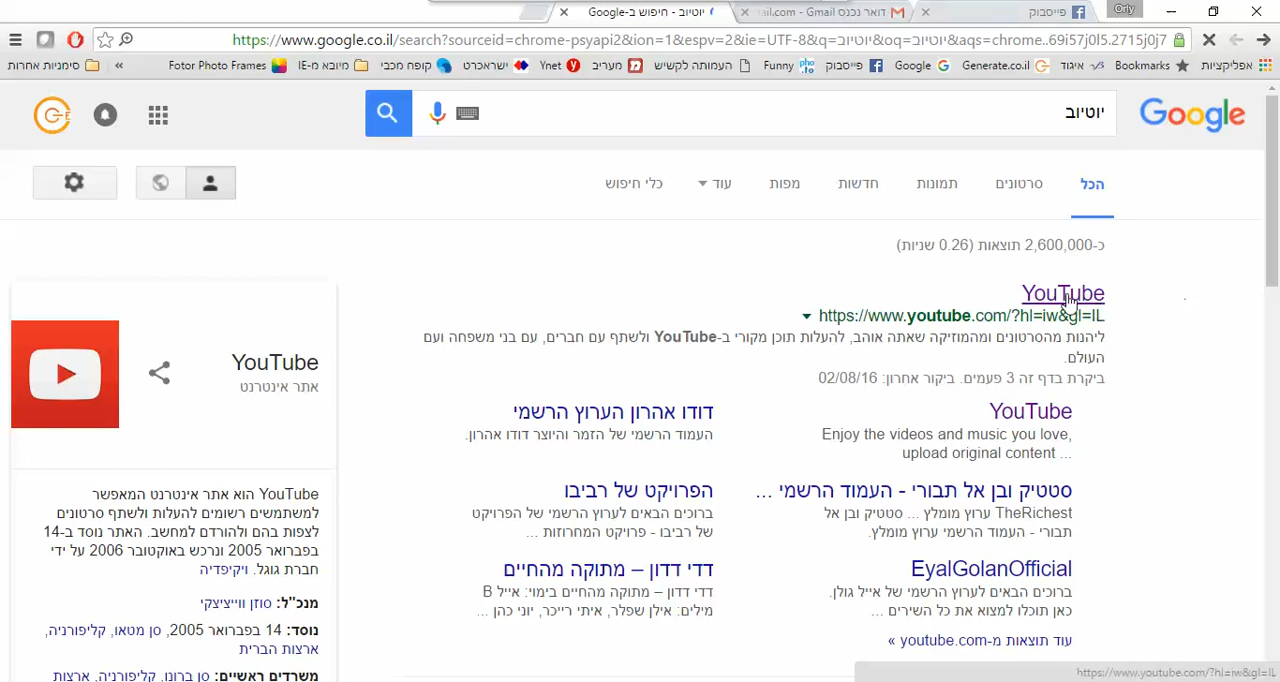 פייסבוק
דואר נכנס - Gmail
יוטיוב - חיפוש ב-Google
Orly
https://www.google.co.il/search?sourceid=chrome-psyapi2&ion=1&espv=2&ie=UTF-8&q=יוטיוב&oq=יוטיוב&aqs=chrome..69i57j0l5.2715j0j7
אפליקציות Bookmarks איגוד Generate.co.il Google פייסבוק Funny העמותה לקשיש מעריב Ynet ישראכרט קופח מכבי מיובא מ-IE Fotor Photo Frames » סימניות אחרות
יוטיוב
Google
הכל סרטונים תמונות חדשות מפות עוד כלי חיפוש
כ-2,600,000 תוצאות (0.26 שניות)
YouTube
https://www.youtube.com/?hl=iw&gl=IL
ליהנות מהסרטונים ומהמוזיקה שאתה אוהב, להעלות תוכן מקורי ב-YouTube ולשתף עם חברים, עם בני משפחה ועם
העולם.
ביקרת בדף זה 3 פעמים. ביקור אחרון: 02/08/16
YouTube
Enjoy the videos and music you love,
upload original content ...
דודו אהרון הערוץ הרשמי
העמוד הרשמי של הזמר והיוצר דודו אהרון.
סטטיק ובן אל תבורי - העמוד הרשמי ...
TheRichest ערוץ מומלץ ... סטטיק ובן אל
תבורי - העמוד הרשמי ערוץ מומלץ.
הפרויקט של רביבו
ברוכים הבאים לערוץ הרשמי של הפרויקט
של רביבו - פרויקט המחרוזות ...
EyalGolanOfficial
ברוכים הבאים לערוץ הרשמי של אייל גולן.
כאן תוכלו למצוא את כל השירים ...
דדי דדון – מתוקה מהחיים
דדי דדון – מתוקה מהחיים בימוי: אייל B
מילים: אילן שפלר, איתי רייכר, יוני כהן ...
עוד תוצאות מ-youtube.com »
YouTube
אתר אינטרנט
YouTube הוא אתר אינטרנט המאפשר
למשתמשים רשומים להעלות ולשתף סרטונים
לצפות בהם ולהורדם למחשב. האתר נוסד ב-14
בפברואר 2005 ונרכש באוקטובר 2006 על ידי
חברת גוגל. ויקיפדיה
מנכ"ל: סוזן ווייציצקי
נוסד: 14 בפברואר 2005, סן מטאו, קליפורניה,
ארצות הברית
משרדים ראשיים: סן ברונו, קליפורניה, ארצות
https://www.youtube.com/?hl=iw&gl=IL